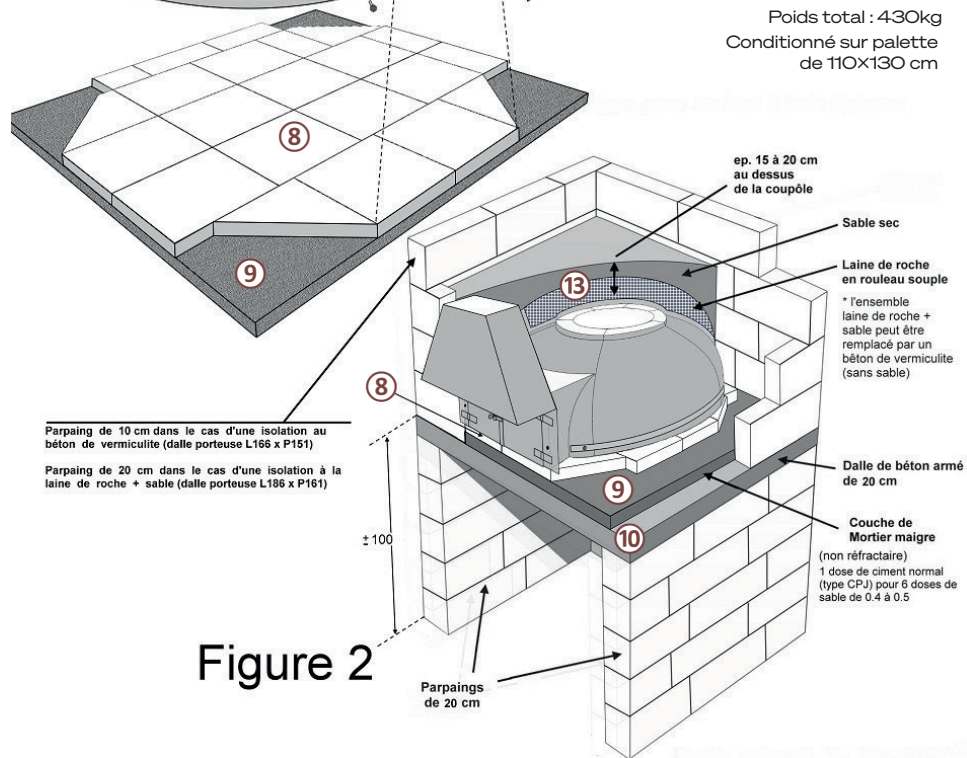 Poids total : 430kg
Conditionné sur palette
de 110x130 cm
8
9
ep. 15 à 20 cm
au dessus
de la coupôle
Sable sec
13
Laine de roche
en rouleau souple
* l'ensemble
laine de roche +
sable peut être
remplacé par un
bêton de vermiculite
(sans sable)
8
Parpaing de 10 cm dans le cas d'une isolation au
béton de vermiculite (dalle porteuse L166 x P151)
Parpaing de 20 cm dans le cas d'une isolation à la
laine de roche + sable (dalle porteuse L186 x P161)
9
Dalle de béton armé
de 20 cm
10
± 100
Couche de
Mortier maigre
(non réfractaire)
1 dose de ciment normal
(type CPJ) pour 6 doses de
sable de 0.4 à 0.5
Figure 2
Parpaings
de 20 cm